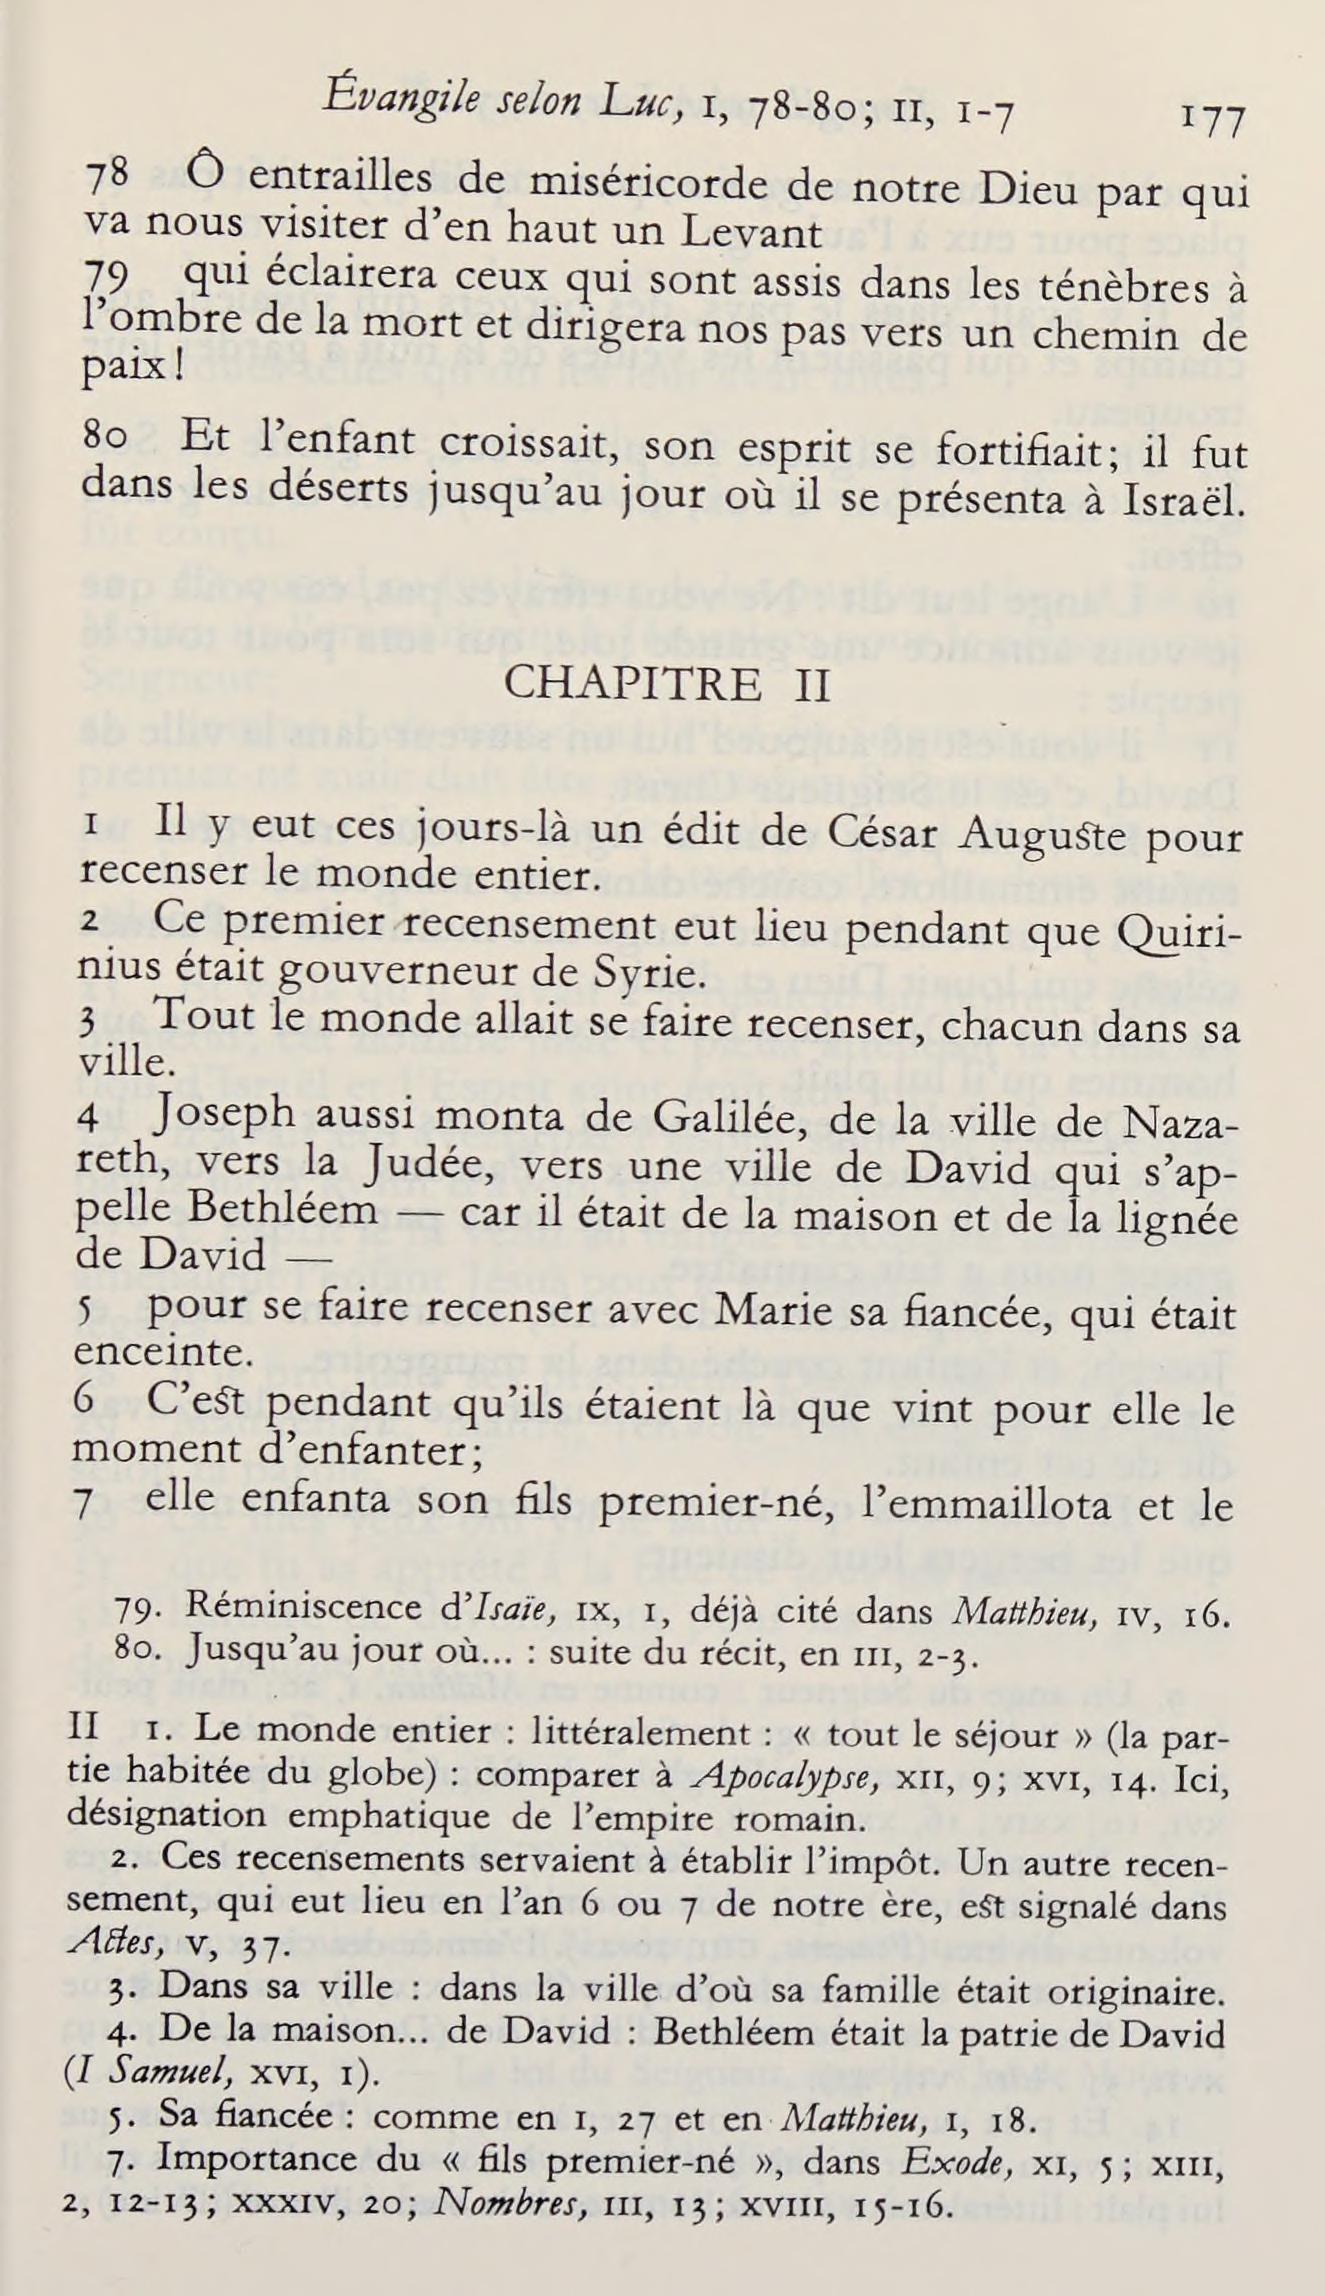 Évangile selon Luc, I, 78-80; II, 1-7 177
78 Ô entrailles de miséricorde de notre Dieu par qui
va nous visiter d’en haut un Levant
79 qui éclairera ceux qui sont assis dans les ténèbres à
l’ombre de la mort et dirigera nos pas vers un chemin de
paix !
80 Et l’enfant croissait, son esprit se fortifiait; il fut
dans les déserts jusqu’au jour où il se présenta à Israël.
CHAPITRE II
1 Il y eut ces jours-là un édit de César Auguste pour
recenser le monde entier.
2 Ce premier recensement eut lieu pendant que Quiri-
nius était gouverneur de Syrie.
3 Tout le monde allait se faire recenser, chacun dans sa
ville.
4 Joseph aussi monta de Galilée, de la ville de Naza-
reth, vers la Judée, vers une ville de David qui s’ap-
pelle Bethléem — car il était de la maison et de la lignée
de David —
5 pour se faire recenser avec Marie sa fiancée, qui était
enceinte.
6 C’est pendant qu’ils étaient là que vint pour elle le
moment d’enfanter;
7 elle enfanta son fils premier-né, l’emmaillota et le
79. Réminiscence d’Isaïe, IX, 1, déjà cité dans Matthieu, IV, 16.
80. Jusqu’au jour où... : suite du récit, en III, 2-3.
II 1. Le monde entier : littéralement : « tout le séjour » (la par-
tie habitée du globe) : comparer à Apocalypse, XII, 9; XVI, 14. Ici,
désignation emphatique de l’empire romain.
2. Ces recensements servaient à établir l’impôt. Un autre recen-
sement, qui eut lieu en l’an 6 ou 7 de notre ère, est signalé dans
Actes, V, 37.
3. Dans sa ville : dans la ville d’où sa famille était originaire.
4. De la maison... de David : Bethléem était la patrie de David
(I Samuel, XVI, 1).
5. Sa fiancée : comme en I, 27 et en Matthieu, I, 18.
7. Importance du « fils premier-né », dans Exode, XI, 5; XIII,
2, 12-13; XXXIV, 20; Nombres, III, 13; XVIII, 15-16.